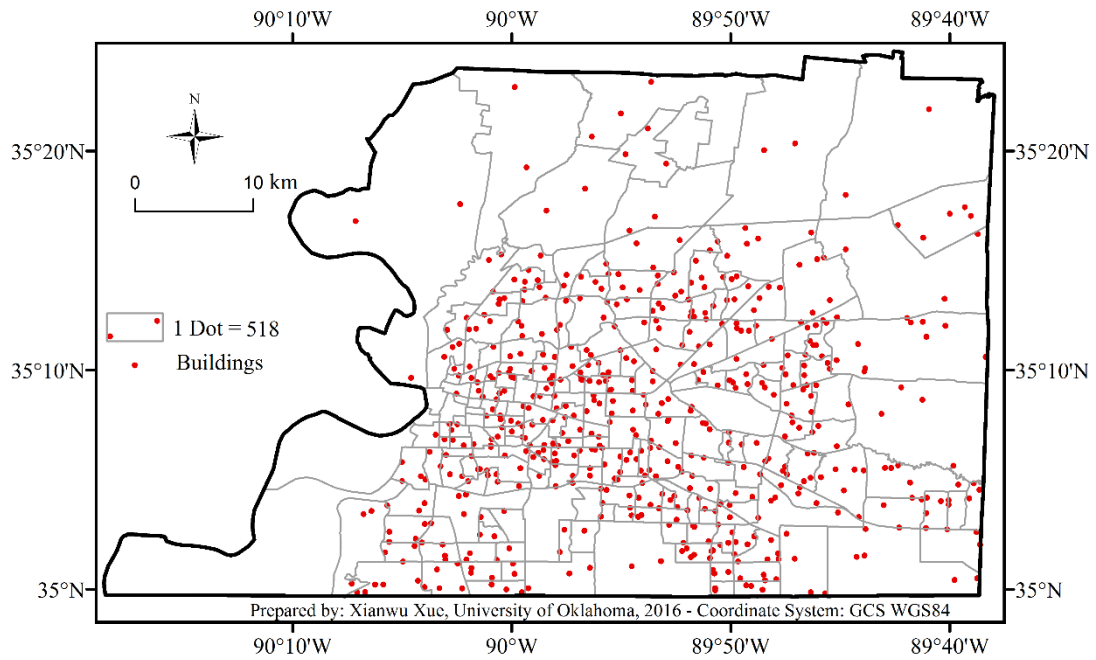 90°10'W 90°W 89°50'W 89°40'W
N
35°20'N 35°20'N
0 10 km
1 Dot = 518
Buildings
35°10'N 35°10'N
35°N 35°N
Prepared by: Xianwu Xue, University of Oklahoma, 2016 - Coordinate System: GCS WGS84
90°10'W 90°W 89°50'W 89°40'W